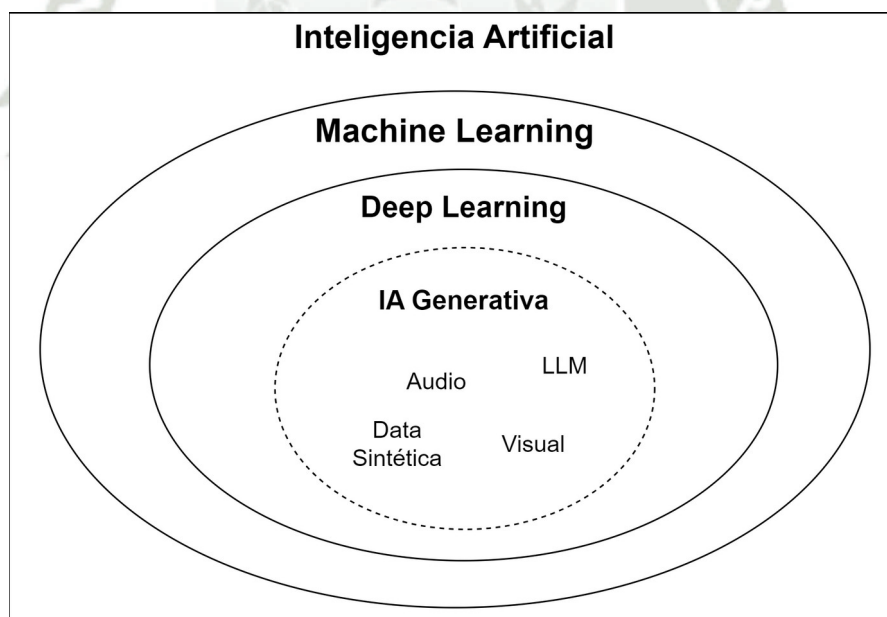 Inteligencia Artificial
Machine Learning
Deep Learning
IA Generativa
Audio
LLM
Data
Sintética
Visual